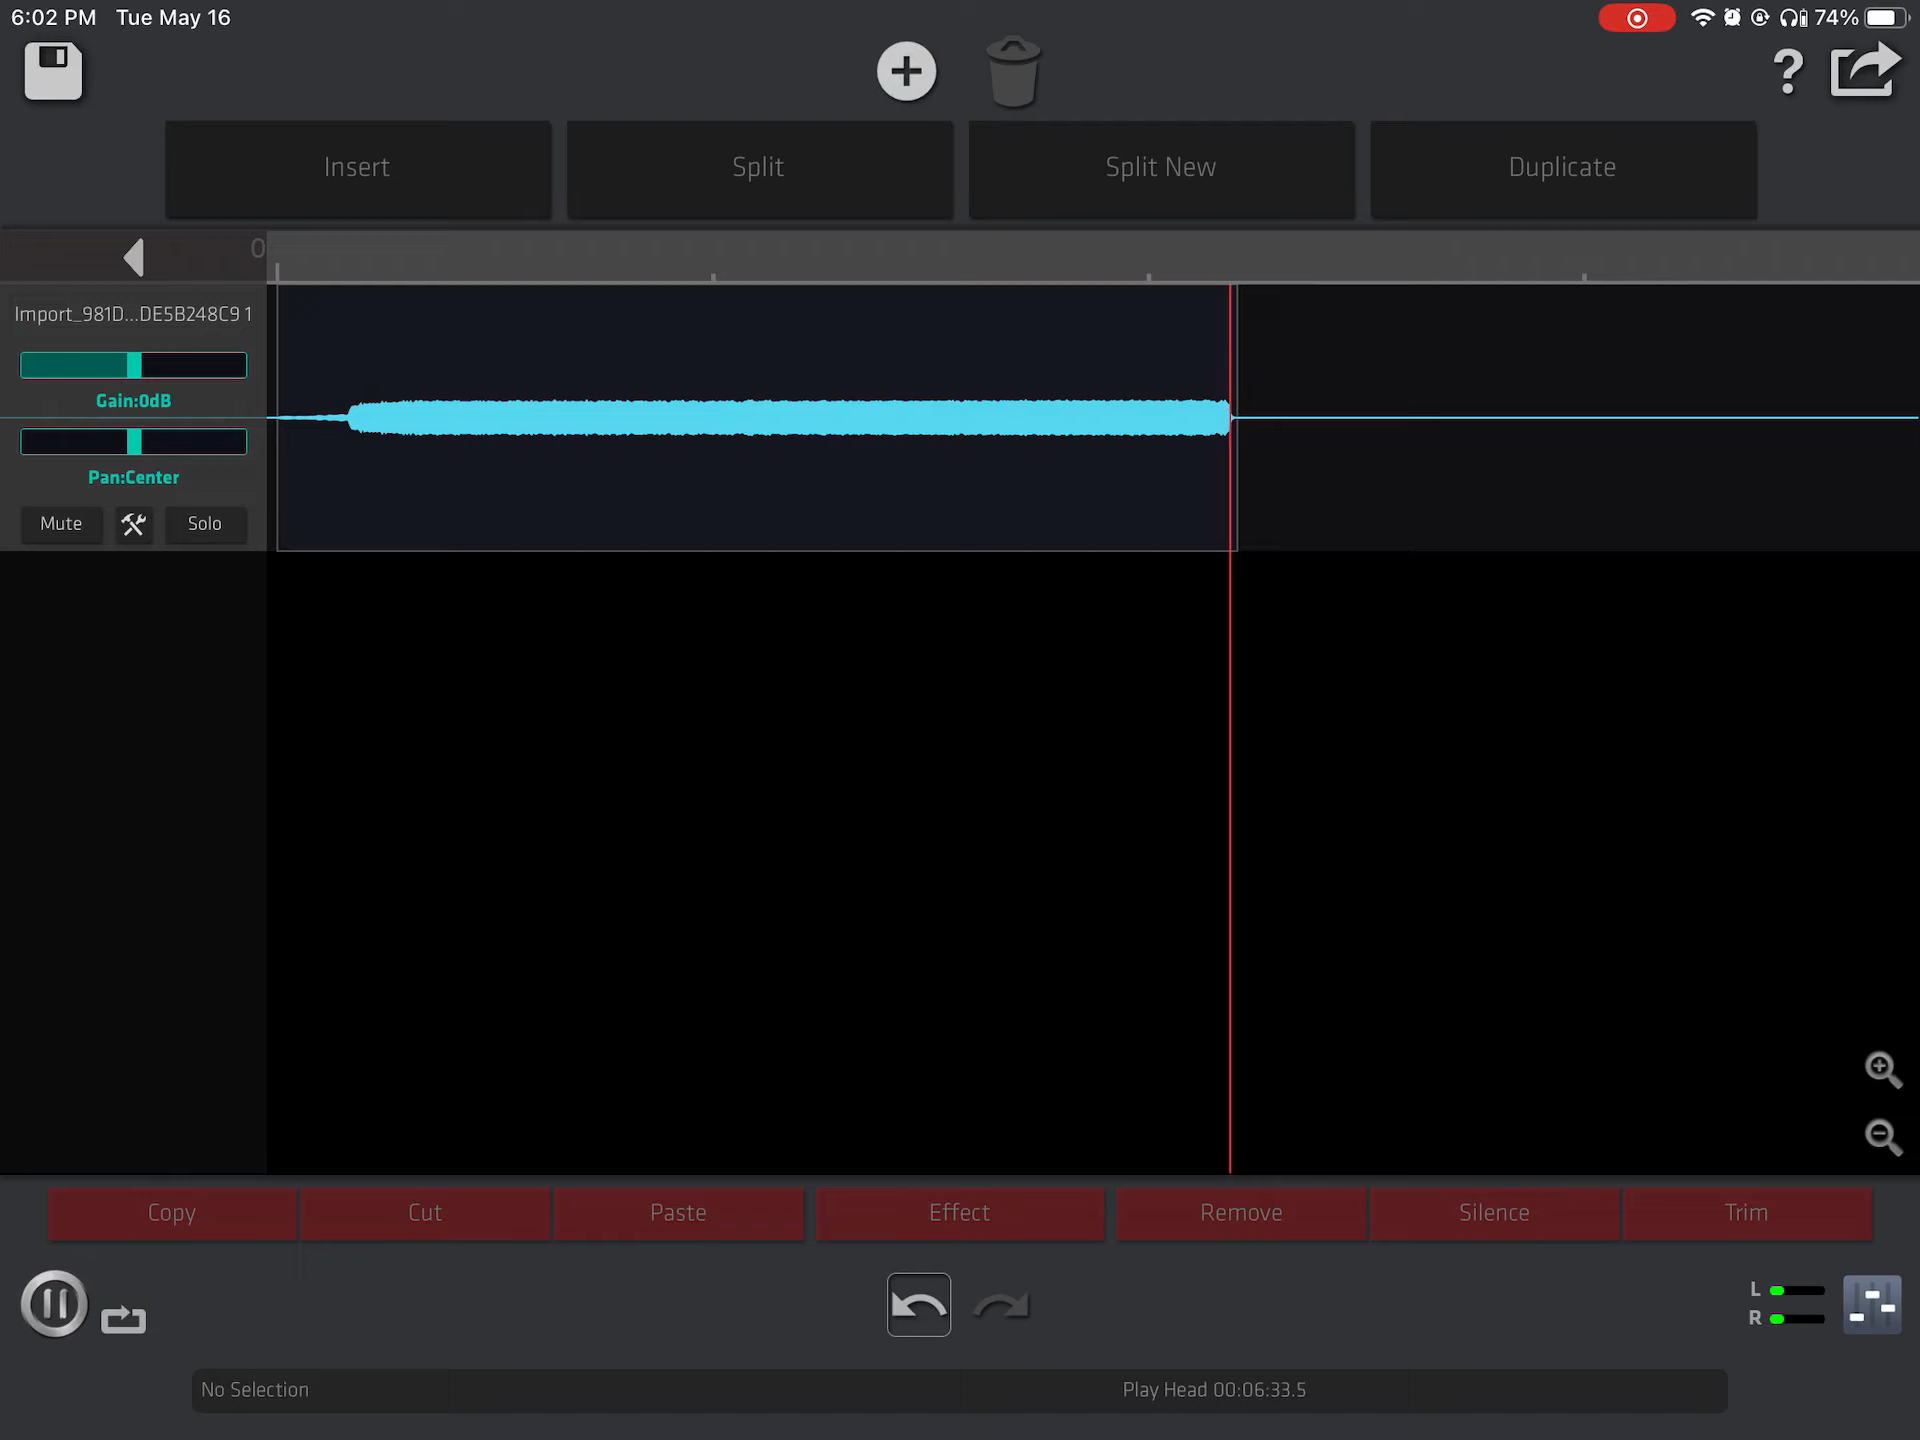 6:02 PM Tue May 16
74%
?
Insert Split Split New Duplicate
0
Import_981D...DE5B248C9 1
Gain:0dB
Pan:Center
Mute Solo
Copy Cut Paste Effect Remove Silence Trim
L
R
No Selection Play Head 00:06:33.5